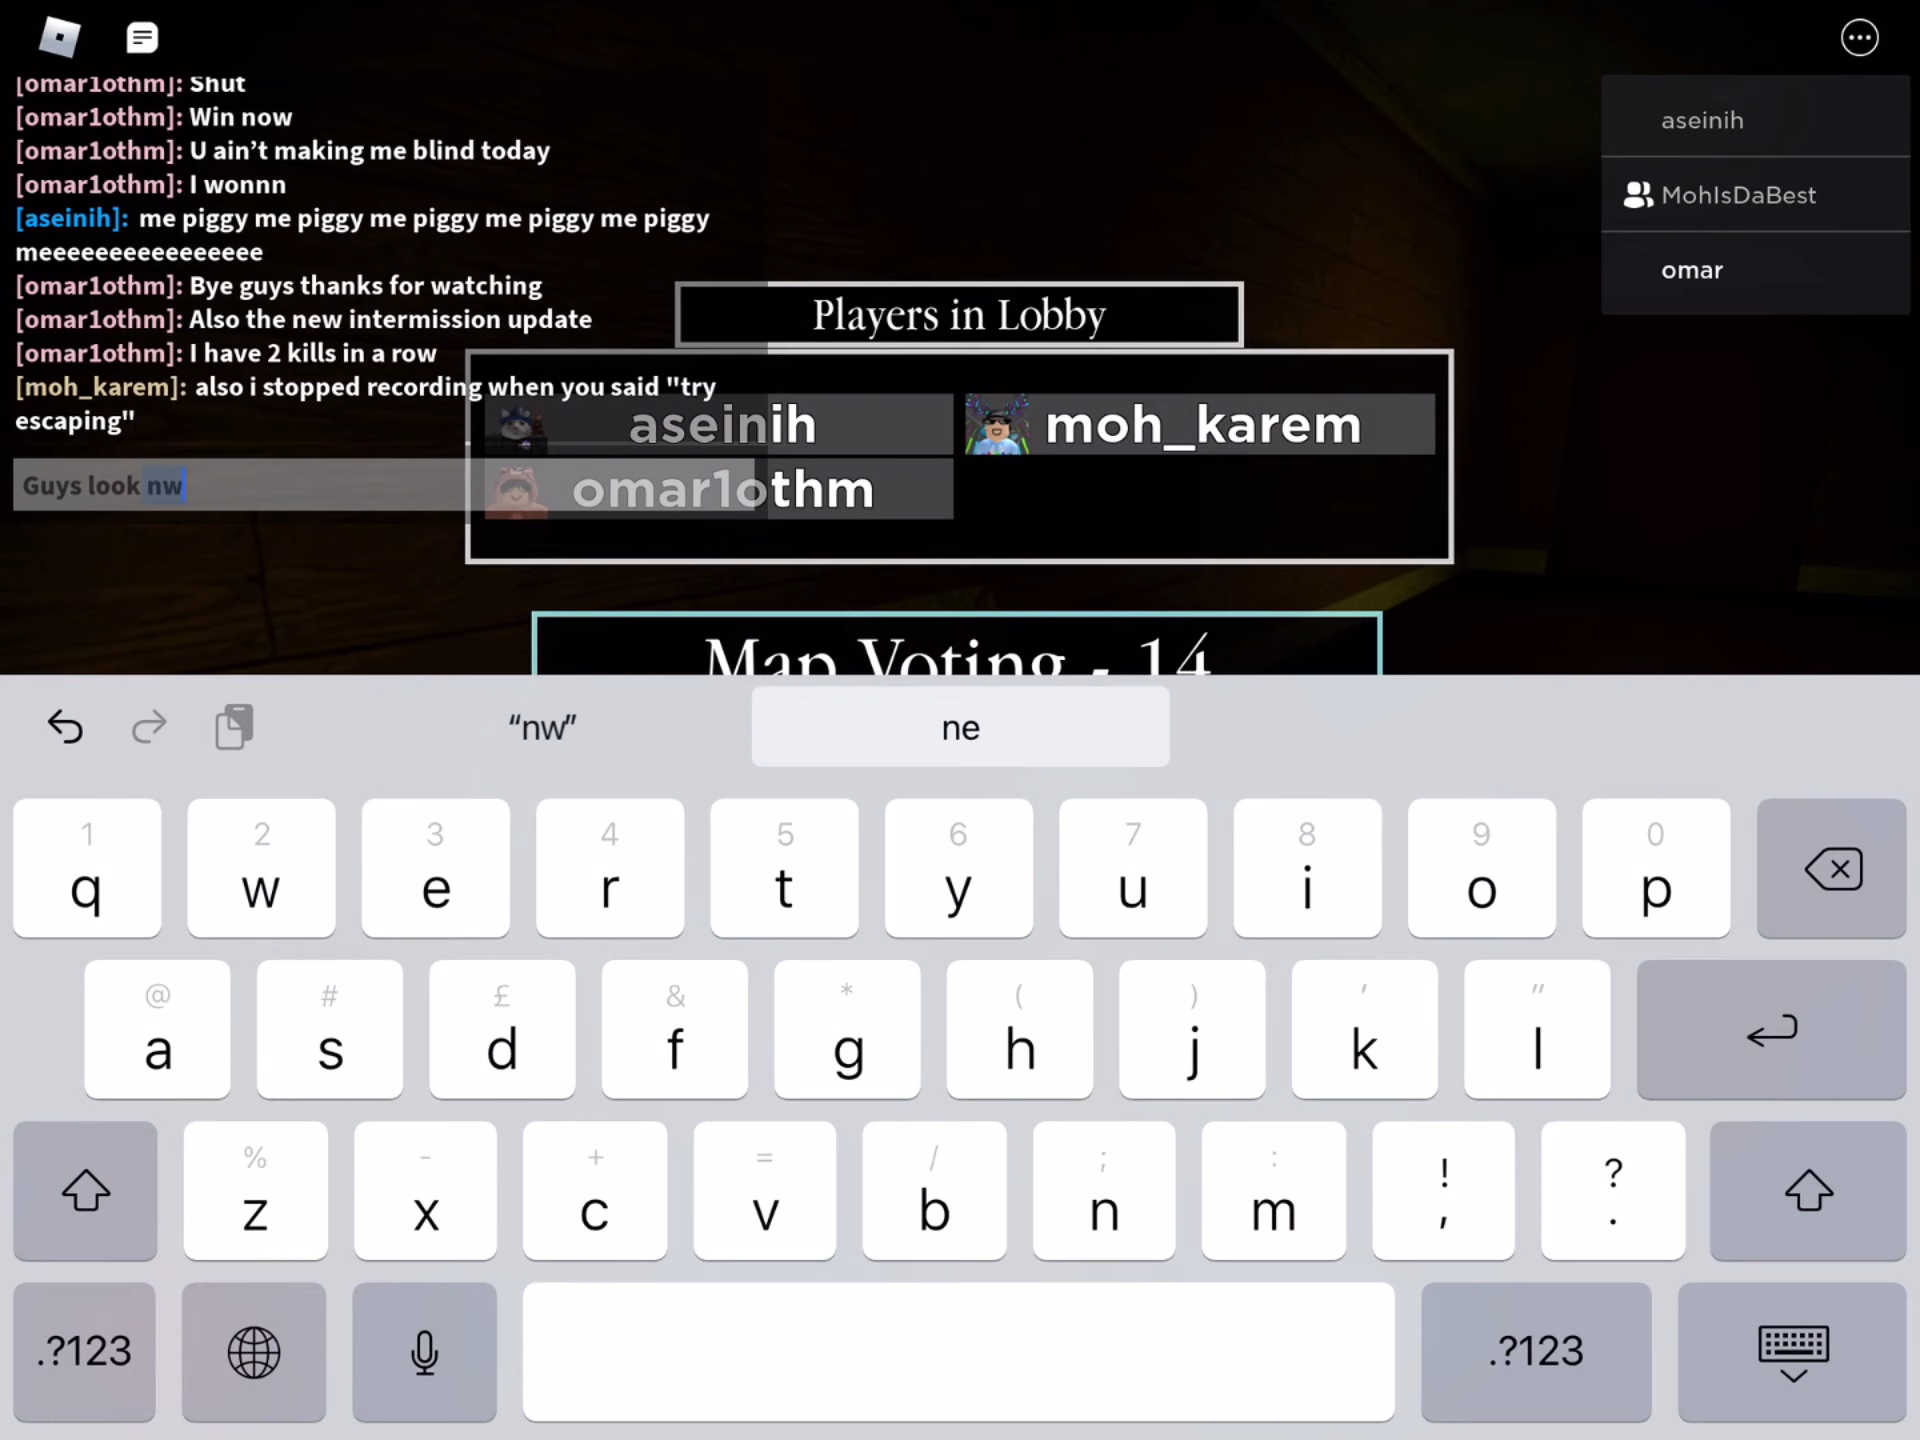 [omar1othm]: Shut
[omar1othm]: Win now
[omar1othm]: U ain’t making me blind today
[omar1othm]: I wonnn
[aseinih]: me piggy me piggy me piggy me piggy me piggy
meeeeeeeeeeeeeee
[omar1othm]: Bye guys thanks for watching
[omar1othm]: Also the new intermission update
[omar1othm]: I have 2 kills in a row
[moh_karem]: also i stopped recording when you said "try
escaping"
Guys look nw
aseinih
MohIsDaBest
omar
Players in Lobby
aseinih
moh_karem
omar1othm
Map Voting - 14
“nw”
ne
1 2 3 4 5 6 7 8 9 0
q w e r t y u i o p
@ # £ & * ( ) ' "
a s d f g h j k l
% - + = / ; : ! ?
z x c v b n m , .
.?123
.?123